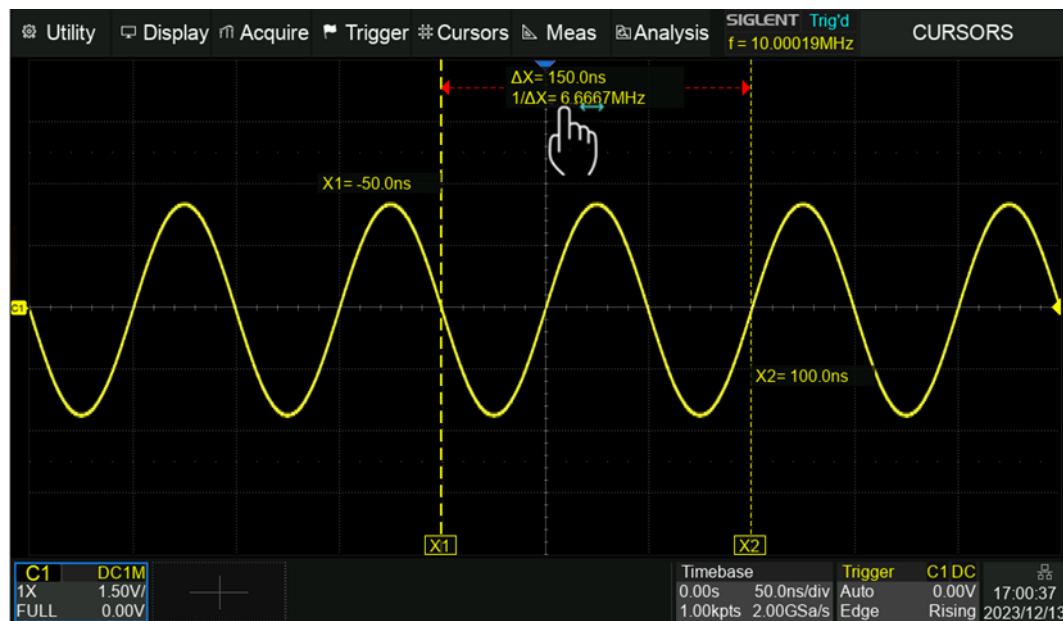 Utility Display Acquire Trigger Cursors Meas Analysis SIGLENT Trig'd CURSORS
f = 10.00019MHz
ΔX= 150.0ns
1/ΔX= 6.6667MHz
X1= -50.0ns
C1
X2= 100.0ns
X1 X2
C1 DC1M Timebase Trigger C1 DC
1X 1.50V/ 0.00s 50.0ns/div Auto 0.00V 17:00:37
FULL 0.00V 1.00kpts 2.00GSa/s Edge Rising 2023/12/13